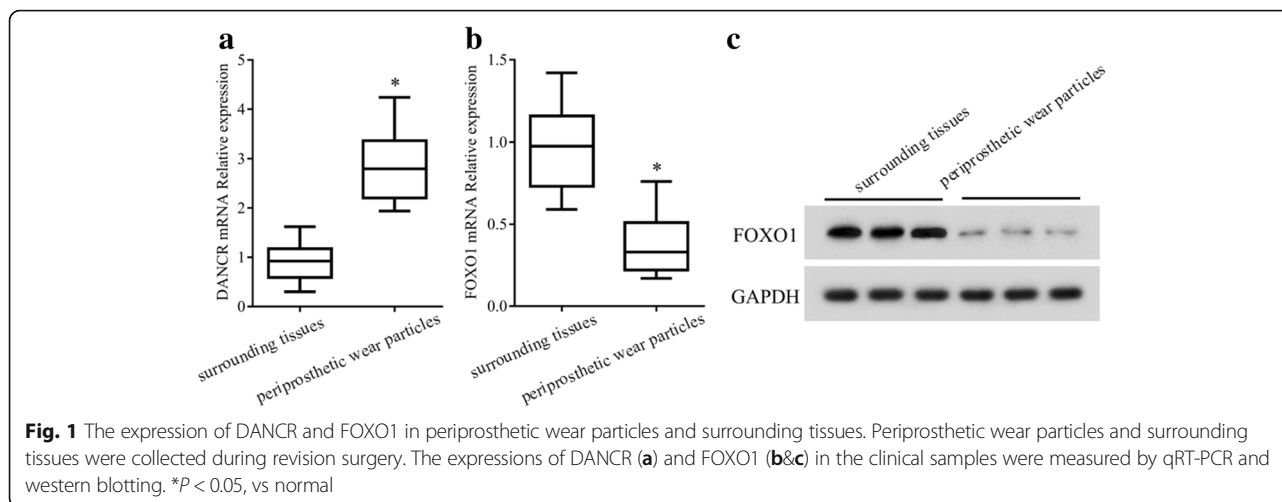 a
DANCR mRNA Relative expression
5
4
3
2
1
0
*
surrounding tissues
periprosthetic wear particles
b
FOXO1 mRNA Relative expression
1.5
1.0
0.5
0.0
*
surrounding tissues
periprosthetic wear particles
c
surrounding tissues
periprosthetic wear particles
FOXO1
GAPDH
Fig. 1 The expression of DANCR and FOXO1 in periprosthetic wear particles and surrounding tissues. Periprosthetic wear particles and surrounding
tissues were collected during revision surgery. The expressions of DANCR (a) and FOXO1 (b&c) in the clinical samples were measured by qRT-PCR and
western blotting. *P < 0.05, vs normal